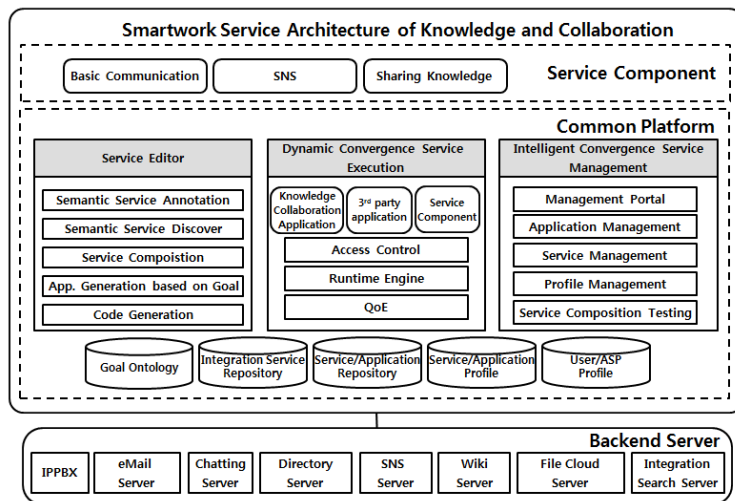 Smartwork Service Architecture of Knowledge and Collaboration
Basic Communication
SNS
Sharing Knowledge
Service Component
Common Platform
Service Editor
Semantic Service Annotation
Semantic Service Discover
Service Compoistion
App. Generation based on Goal
Code Generation
Dynamic Convergence Service
Execution
Knowledge
Collaboration
Application
3rd party
application
Service
Component
Access Control
Runtime Engine
QoE
Intelligent Convergence Service
Management
Management Portal
Application Management
Service Management
Profile Management
Service Composition Testing
Goal Ontology
Integration Service
Repository
Service/Application
Repository
Service/Application
Profile
User/ASP
Profile
Backend Server
IPPBX
eMail
Server
Chatting
Server
Directory
Server
SNS
Server
Wiki
Server
File Cloud
Server
Integration
Search Server